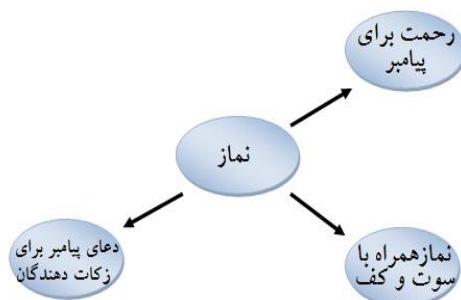 رحمت برای
پیامبر
نماز
دعای پیامبر برای
زکات دهندگان
نمازهمراه با
سوت و کف